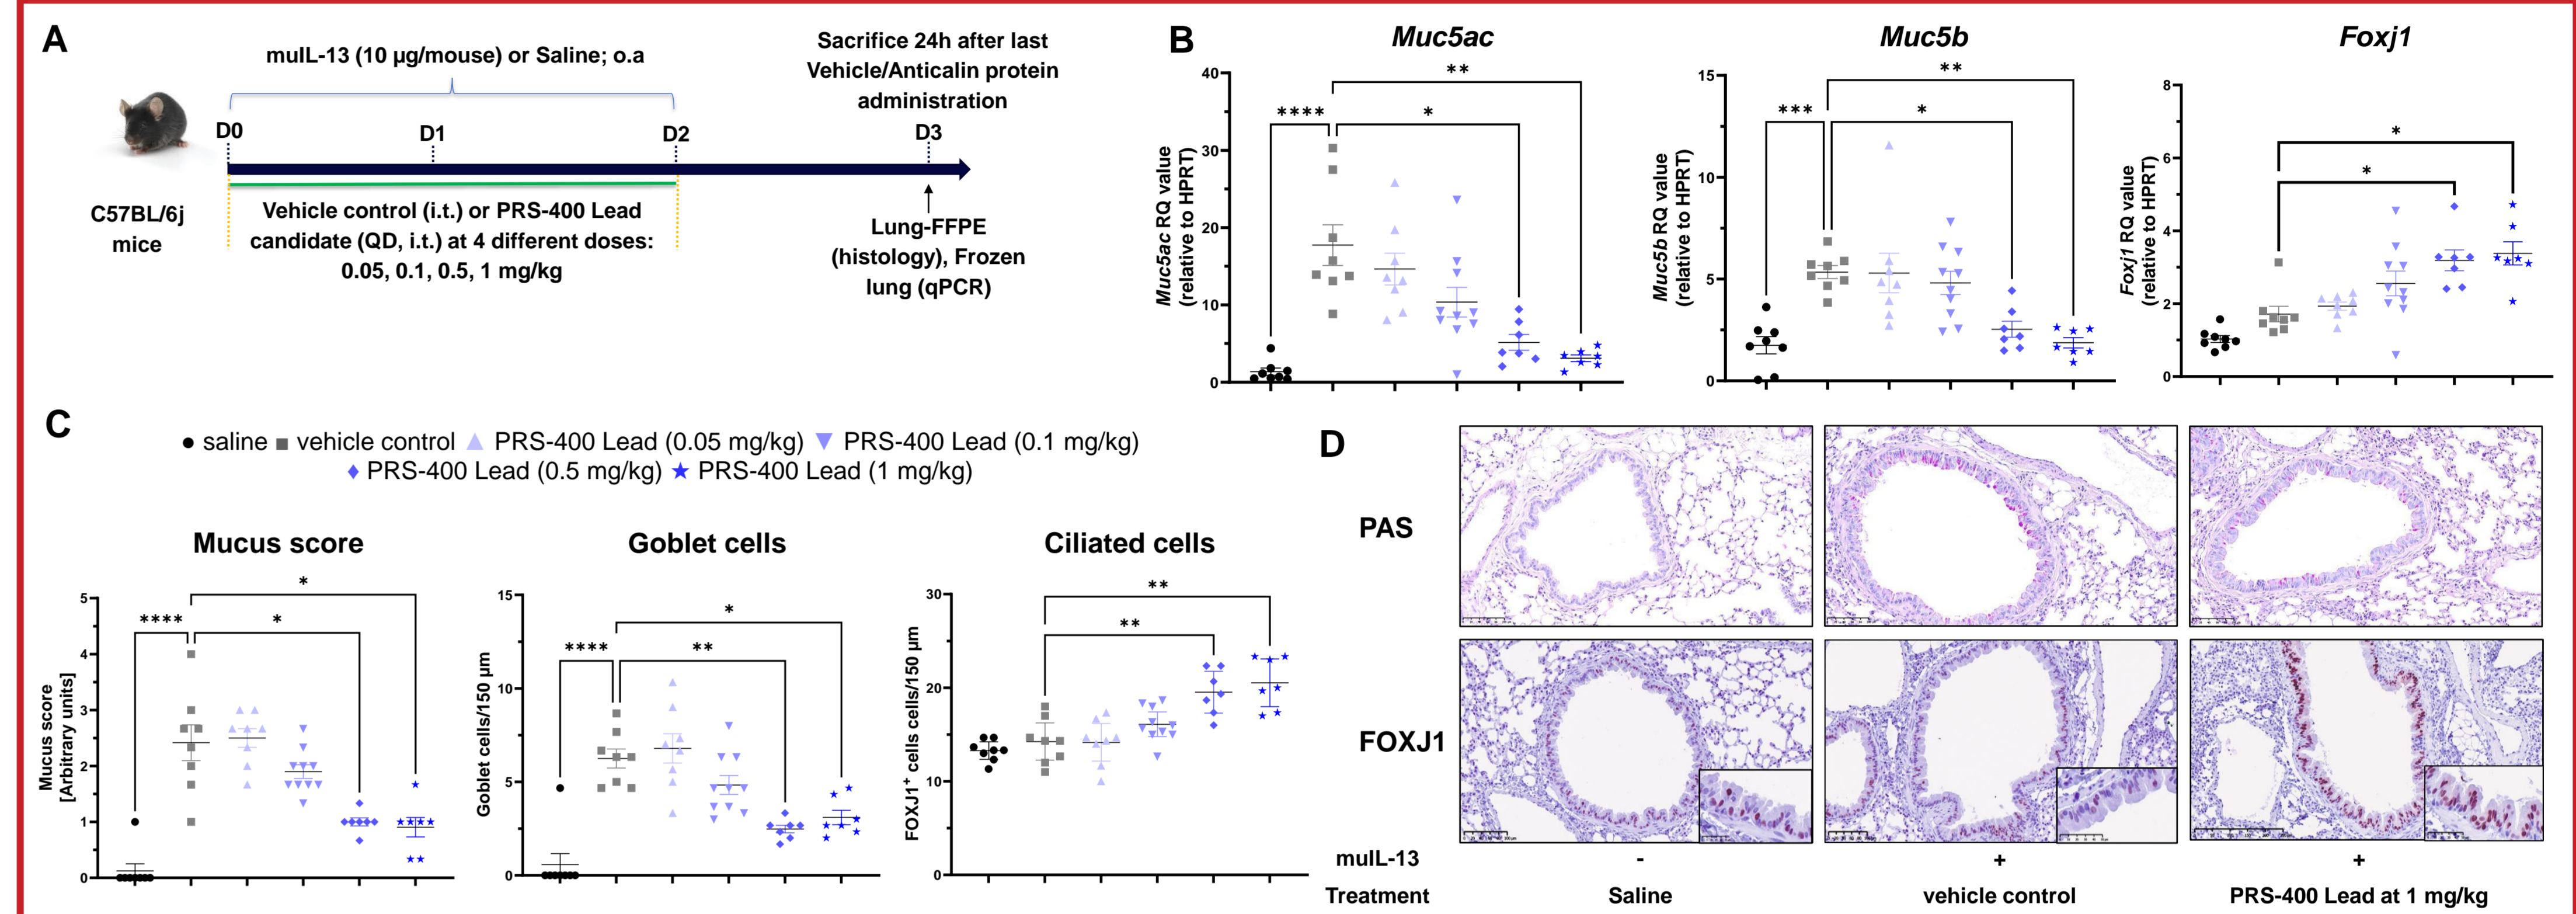 A
muIL-13 (10 µg/mouse) or Saline; o.a
Sacrifice 24h after last
Vehicle/Anticalin protein
administration
D0
D1
D2
D3
C57BL/6j
mice
Vehicle control (i.t.) or PRS-400 Lead
candidate (QD, i.t.) at 4 different doses:
0.05, 0.1, 0.5, 1 mg/kg
Lung-FFPE
(histology), Frozen
lung (qPCR)
B
Muc5ac
Muc5ac RQ value
(relative to HPRT)
40
30
20
10
0
****
*
**
Muc5b
Muc5b RQ value
(relative to HPRT)
15
10
5
0
***
*
**
Foxj1
Foxj1 RQ value
(relative to HPRT)
8
6
4
2
0
*
*
C
saline vehicle control PRS-400 Lead (0.05 mg/kg) PRS-400 Lead (0.1 mg/kg)
PRS-400 Lead (0.5 mg/kg) PRS-400 Lead (1 mg/kg)
Mucus score
Mucus score
[Arbitrary units]
5
4
3
2
1
0
****
*
*
Goblet cells
Goblet cells/150 µm
15
10
5
0
****
**
*
Ciliated cells
FOXJ1+ cells cells/150 µm
30
20
10
0
**
**
D
PAS
FOXJ1
muIL-13
-
+
+
Treatment
Saline
vehicle control
PRS-400 Lead at 1 mg/kg